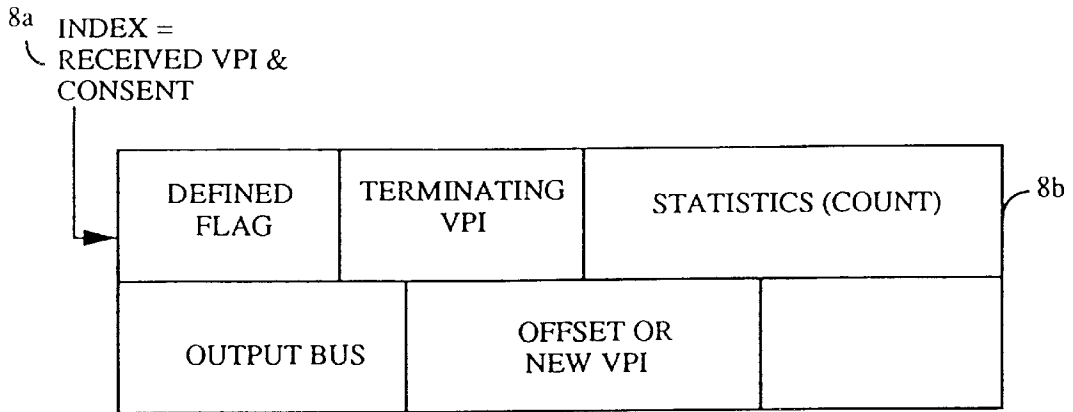 8a
INDEX =
RECEIVED VPI &
CONSENT
DEFINED
FLAG
TERMINATING
VPI
STATISTICS (COUNT)
8b
OUTPUT BUS
OFFSET OR
NEW VPI